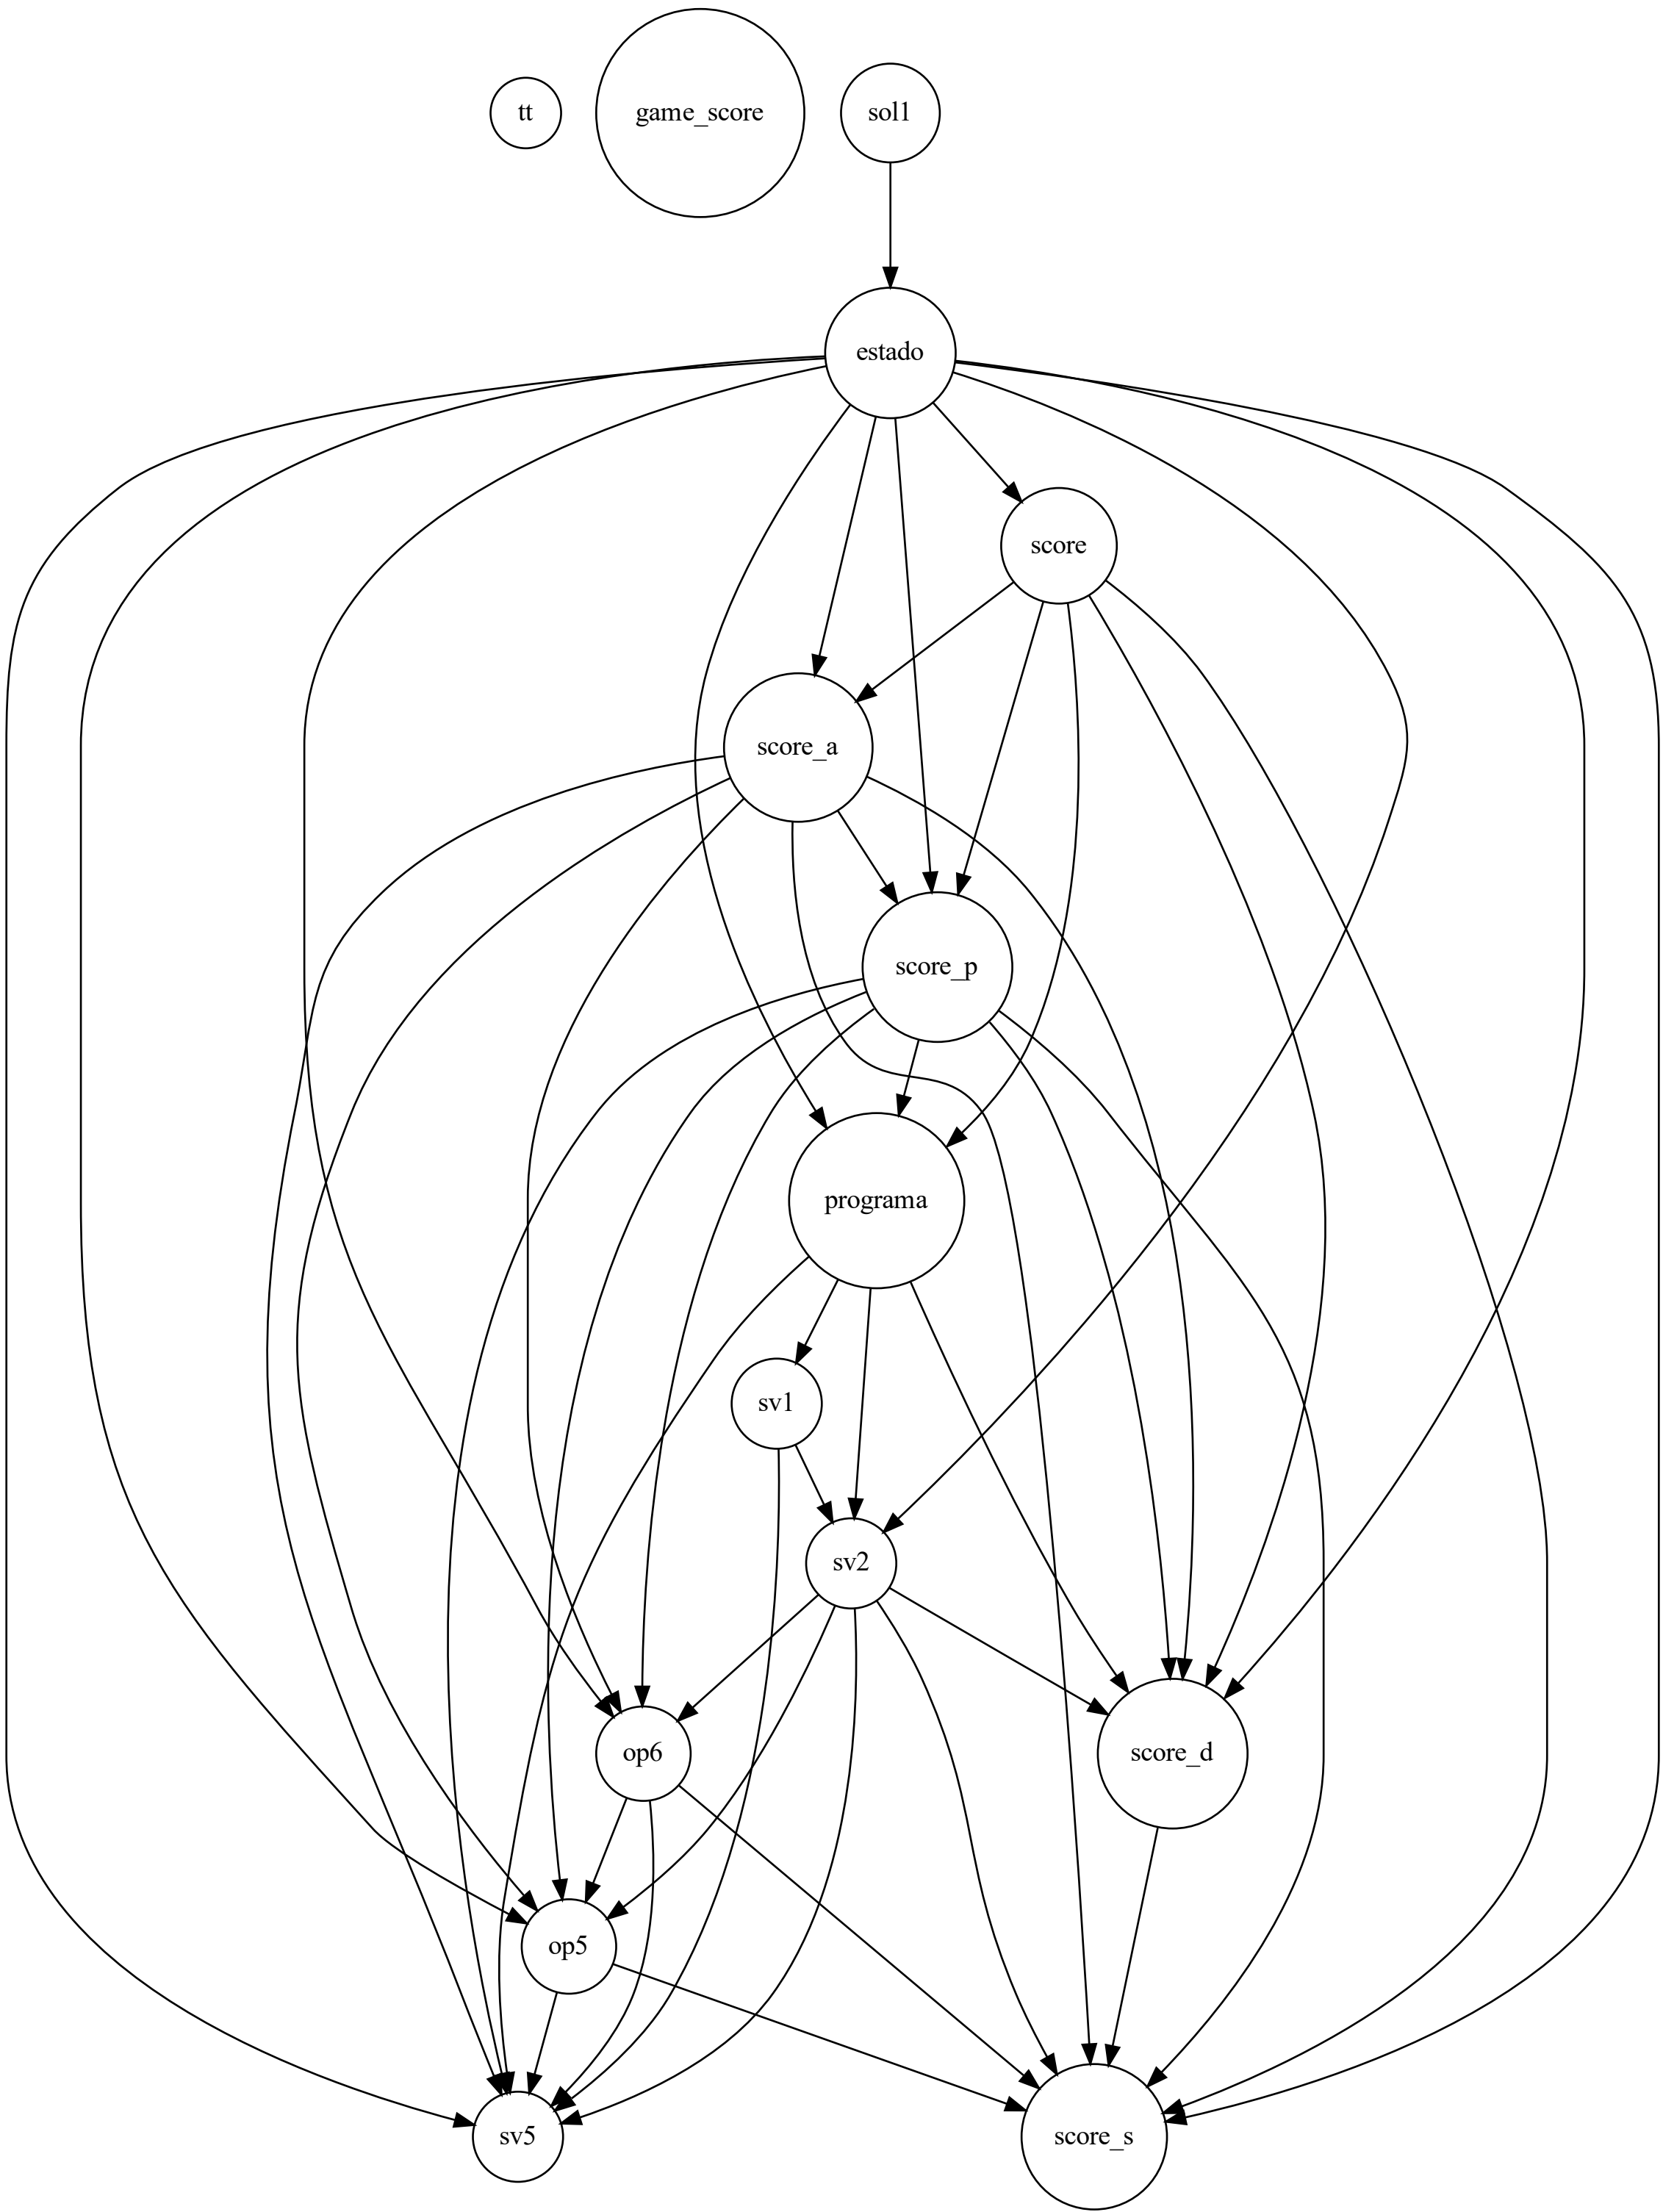 tt
game_score
sol1
estado
score
score_a
score_p
programa
sv1
sv2
op6
score_d
op5
sv5
score_s